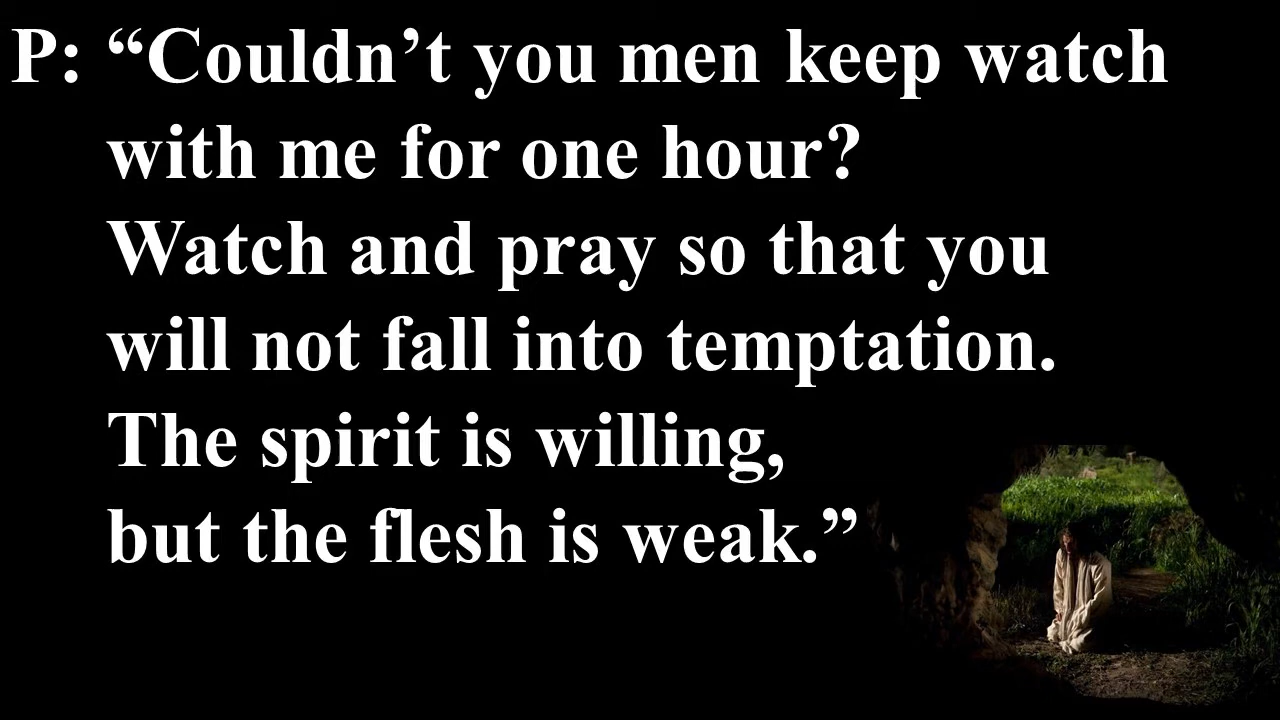 P: “Couldn’t you men keep watch
with me for one hour?
Watch and pray so that you
will not fall into temptation.
The spirit is willing,
but the flesh is weak.”